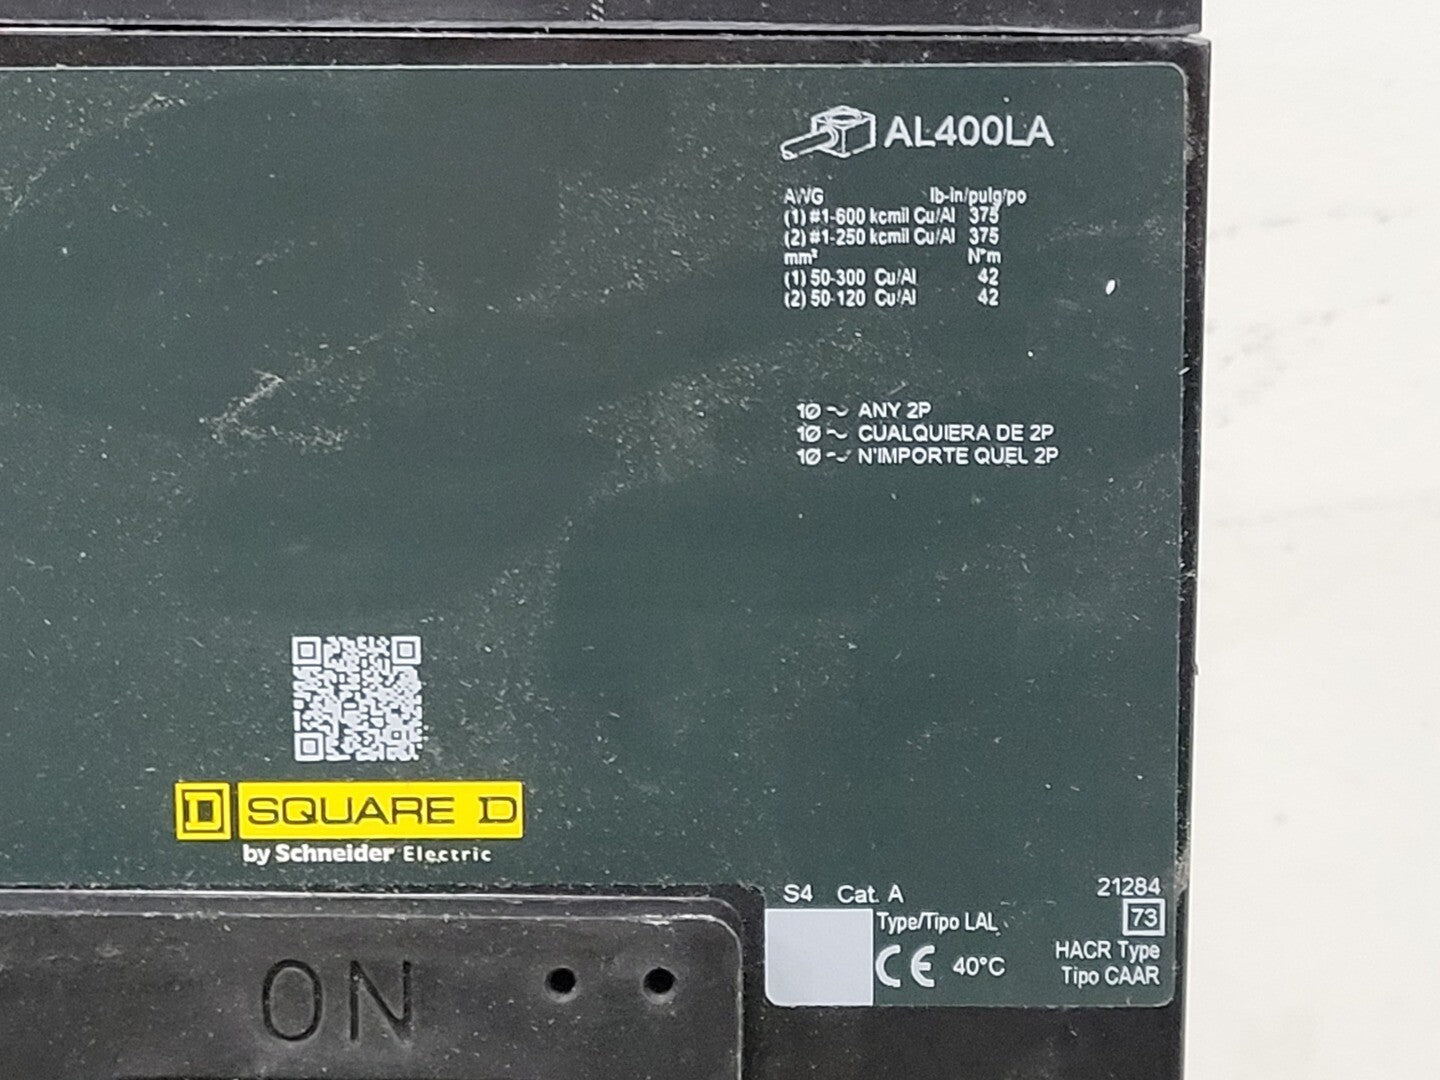 AL400LA
AWG lb-in/pulg/po
(1) #1-600 kcmil Cu/Al 375
(2) #1-250 kcmil Cu/Al 375
mm² N°m
(1) 50-300 Cu/Al 42
(2) 50-120 Cu/Al 42
1Ø ~ ANY 2P
1Ø ~ CUALQUIERA DE 2P
1Ø ~ N'IMPORTE QUEL 2P
D SQUARE D
by Schneider Electric
S4 Cat. A 21284
Type/Tipo LAL 73
CE 40°C HACR Type
Tipo CAAR
ON